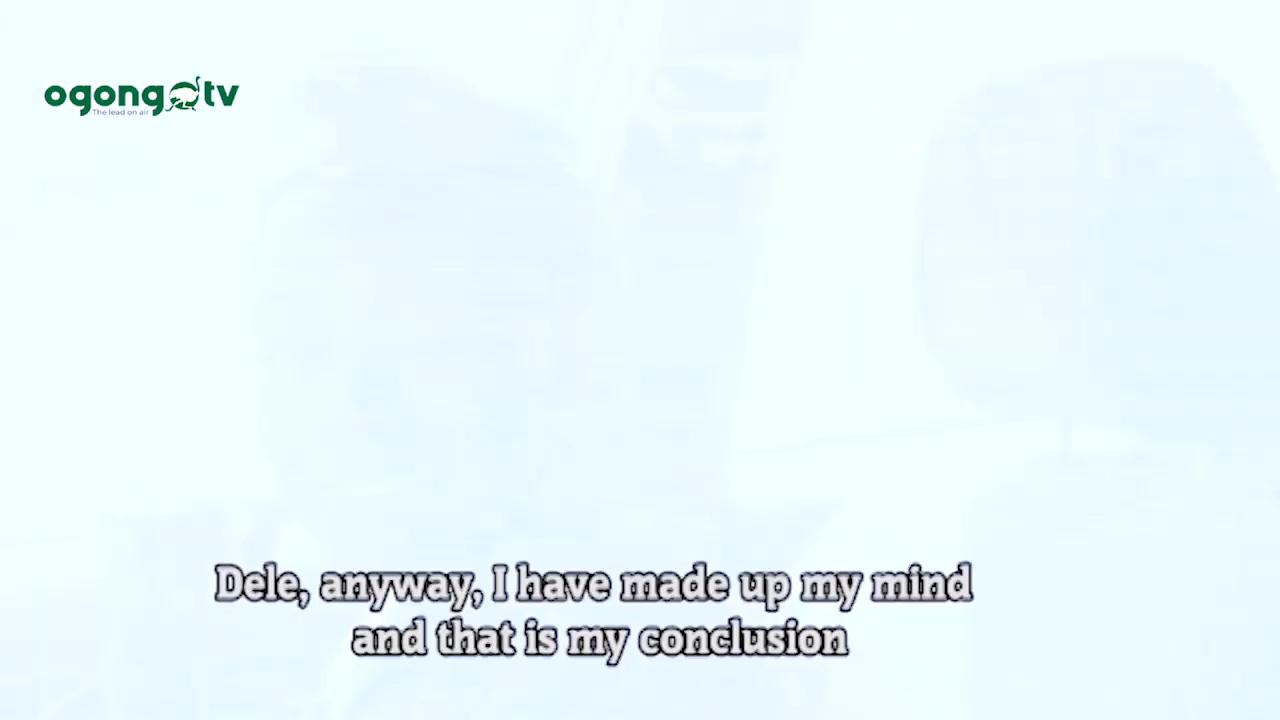 ogongotv
The lead on air
Dele, anyway, I have made up my mind
and that is my conclusion